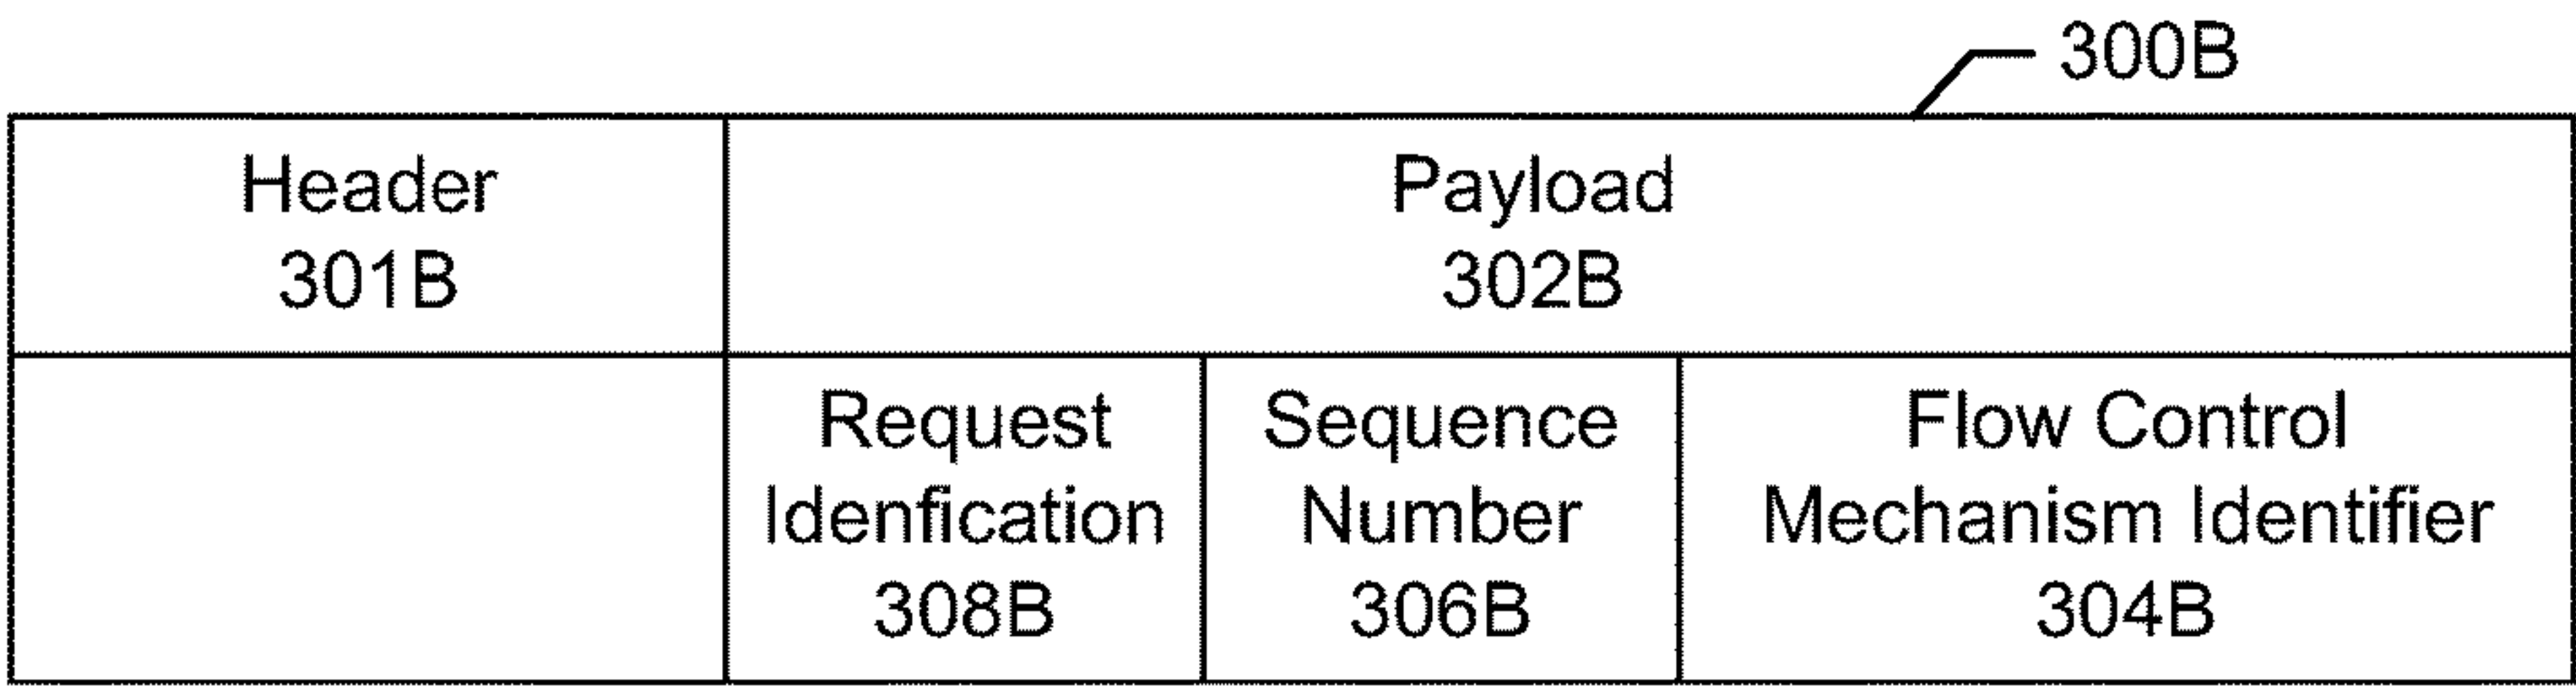 300B
Header
301B
Payload
302B
Request
Idenfication
308B
Sequence
Number
306B
Flow Control
Mechanism Identifier
304B